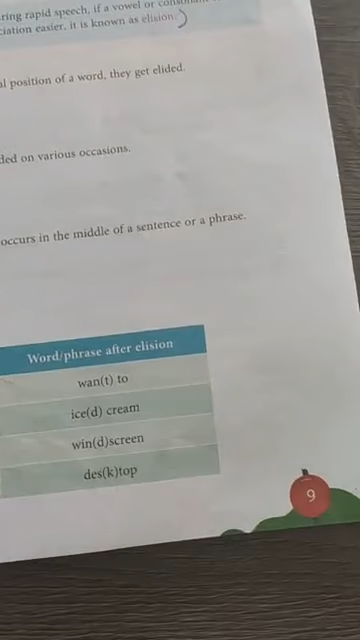 ring rapid speech, if a vowel or consonant
ciation easier, it is known as elision.
al position of a word, they get elided.
ded on various occasions.
occurs in the middle of a sentence or a phrase.
Word/phrase after elision
wan(t) to
ice(d) cream
win(d)screen
des(k)top
9